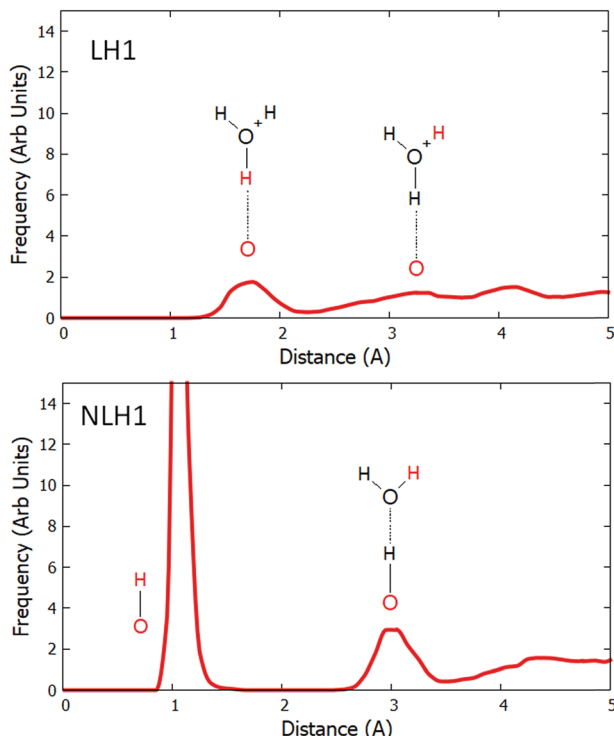 14
LH1
12
10
8
6
4
2
0
Frequency (Arb Units)
H H
+
O
H
O
H H
+
O
H
O
0 1 2 3 4 5
Distance (A)
14
NLH1
12
10
8
6
4
2
0
Frequency (Arb Units)
H
O
H H
O
H
O
0 1 2 3 4 5
Distance (A)